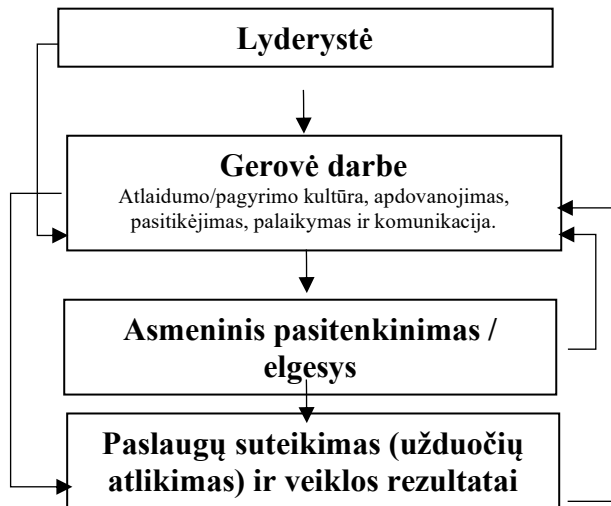 Lyderystė
Gerovė darbe
Atlaidumo/pagyrimo kultūra, apdovanojimas,
pasitikėjimas, palaikymas ir komunikacija.
Asmeninis pasitenkinimas /
elgesys
Paslaugų suteikimas (užduočių
atlikimas) ir veiklos rezultatai